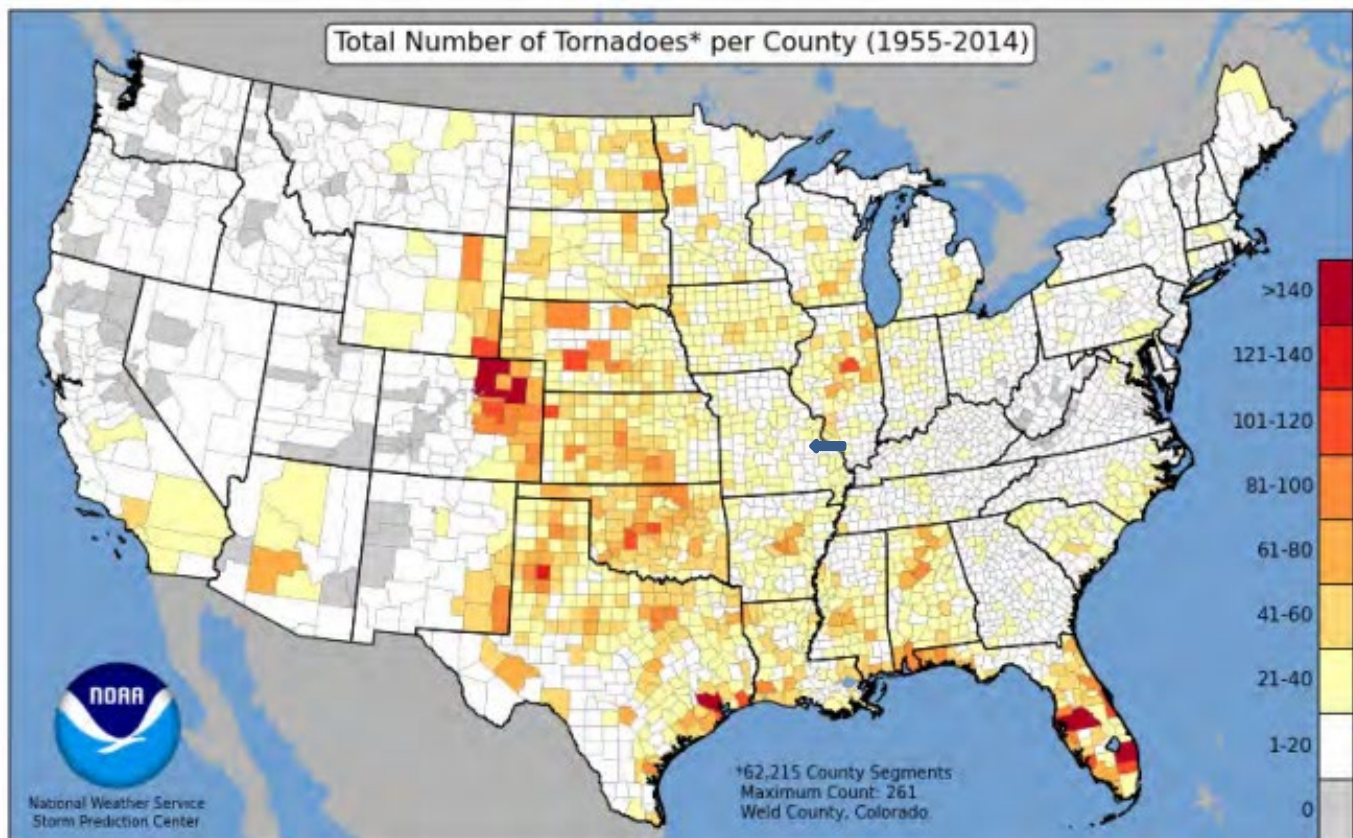 Total Number of Tornadoes* per County (1955-2014)
>140
121-140
101-120
81-100
61-80
41-60
21-40
1-20
0
NOAA
National Weather Service
Storm Prediction Center
*62,215 County Segments
Maximum Count: 261
Weld County, Colorado